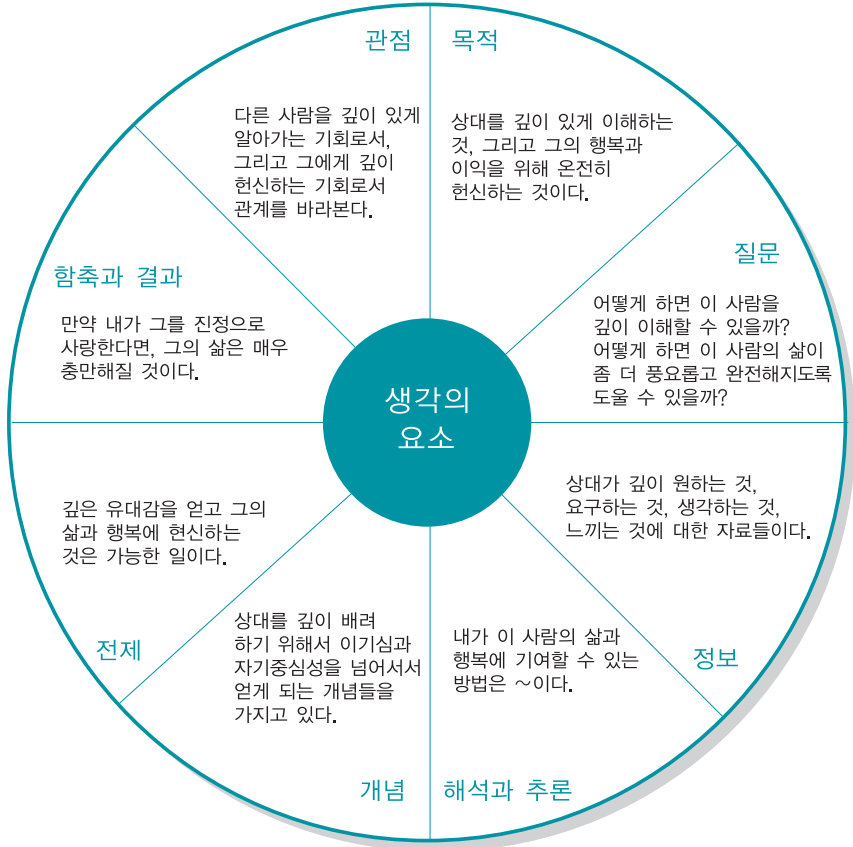 관점
다른 사람을 깊이 있게
알아가는 기회로서,
그리고 그에게 깊이
헌신하는 기회로서
관계를 바라본다.
목적
상대를 깊이 있게 이해하는
것, 그리고 그의 행복과
이익을 위해 온전히
헌신하는 것이다.
질문
어떻게 하면 이 사람을
깊이 이해할 수 있을까?
어떻게 하면 이 사람의 삶이
좀 더 풍요롭고 완전해지도록
도울 수 있을까?
함축과 결과
만약 내가 그를 진정으로
사랑한다면, 그의 삶은 매우
충만해질 것이다.
생각의
요소
상대가 깊이 원하는 것,
요구하는 것, 생각하는 것,
느끼는 것에 대한 자료들이다.
정보
깊은 유대감을 얻고 그의
삶과 행복에 현신하는
것은 가능한 일이다.
전제
상대를 깊이 배려
하기 위해서 이기심과
자기중심성을 넘어서서
얻게 되는 개념들을
가지고 있다.
개념
내가 이 사람의 삶과
행복에 기여할 수 있는
방법은 ~이다.
해석과 추론